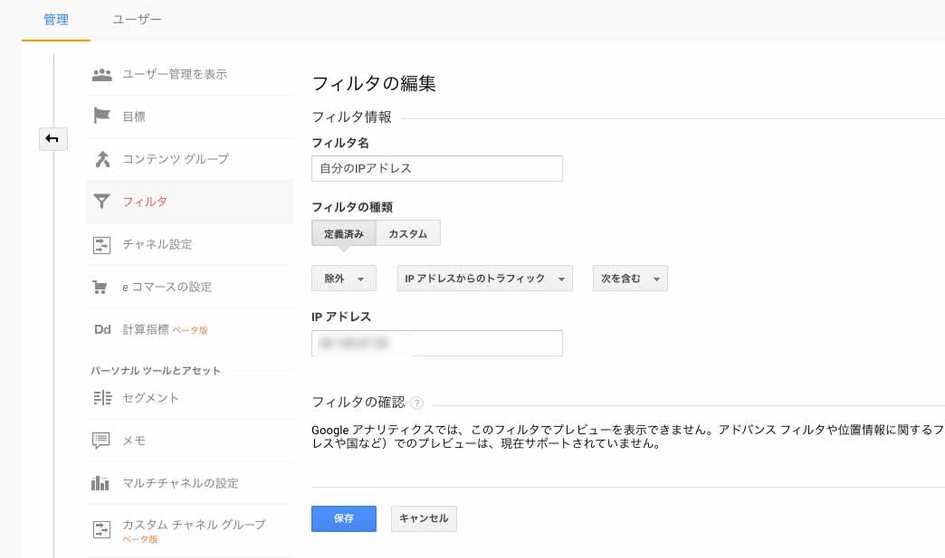 管理 ユーザー
ユーザー管理を表示
目標
コンテンツ グループ
フィルタ
チャネル設定
e コマースの設定
Dd 計算指標 ベータ版
パーソナル ツールとアセット
セグメント
メモ
マルチチャネルの設定
カスタム チャネル グループ
ベータ版
フィルタの編集
フィルタ情報
フィルタ名
自分のIPアドレス
フィルタの種類
定義済み カスタム
除外 IP アドレスからのトラフィック 次を含む
IP アドレス
フィルタの確認 ?
Google アナリティクスでは、このフィルタでプレビューを表示できません。アドバンス フィルタや位置情報に関するフ
レスや国など）でのプレビューは、現在サポートされていません。
保存 キャンセル